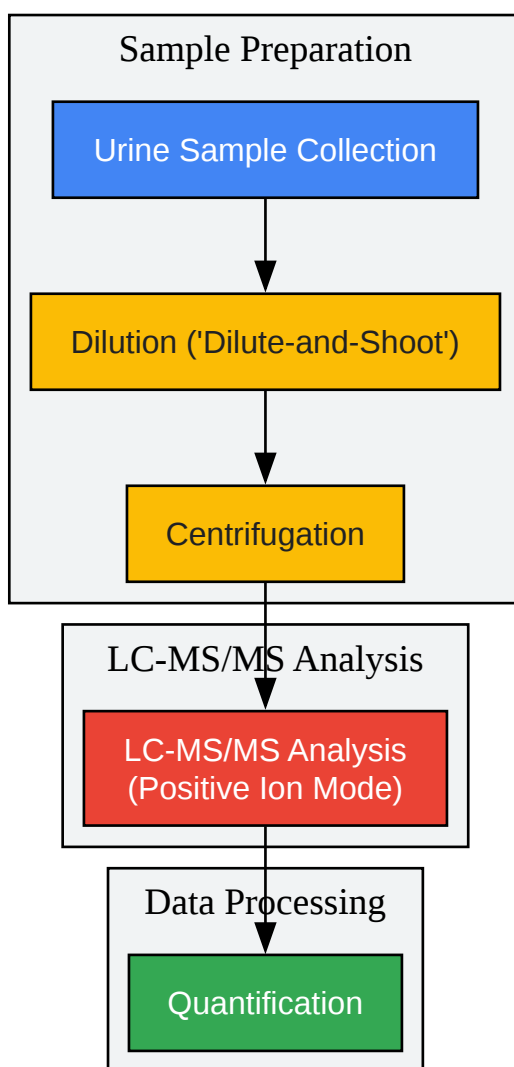 Sample Preparation
Urine Sample Collection
Dilution ('Dilute-and-Shoot')
Centrifugation
LC-MS/MS Analysis
LC-MS/MS Analysis
(Positive Ion Mode)
Data Processing
Quantification